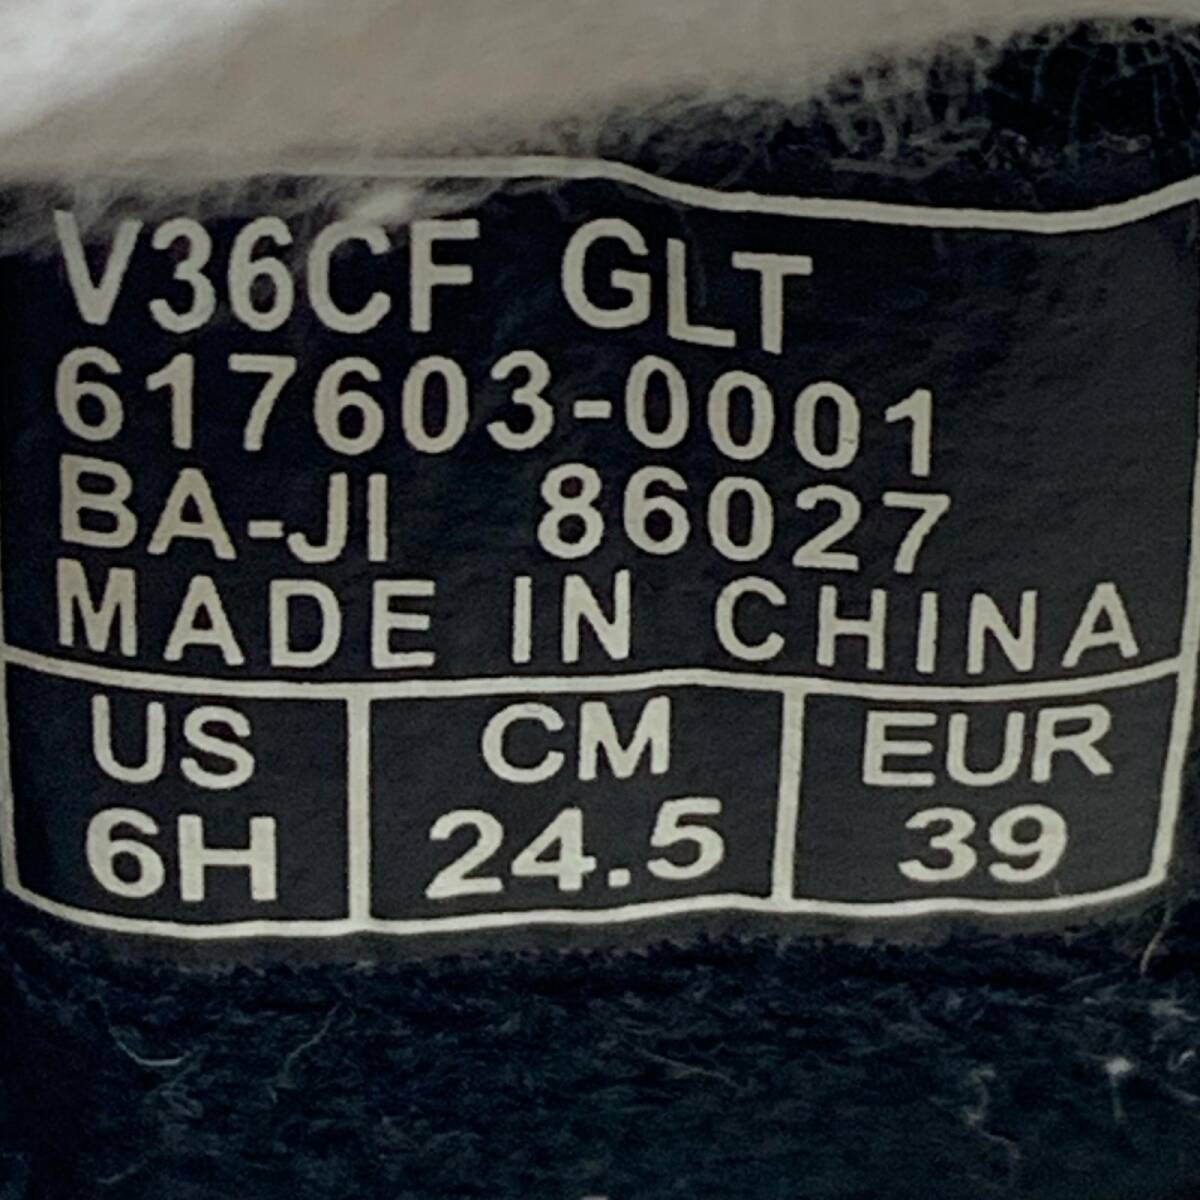 V36CF GLT
617603-0001
BA-JI 86027
MADE IN CHINA
US CM EUR
6H 24.5 39